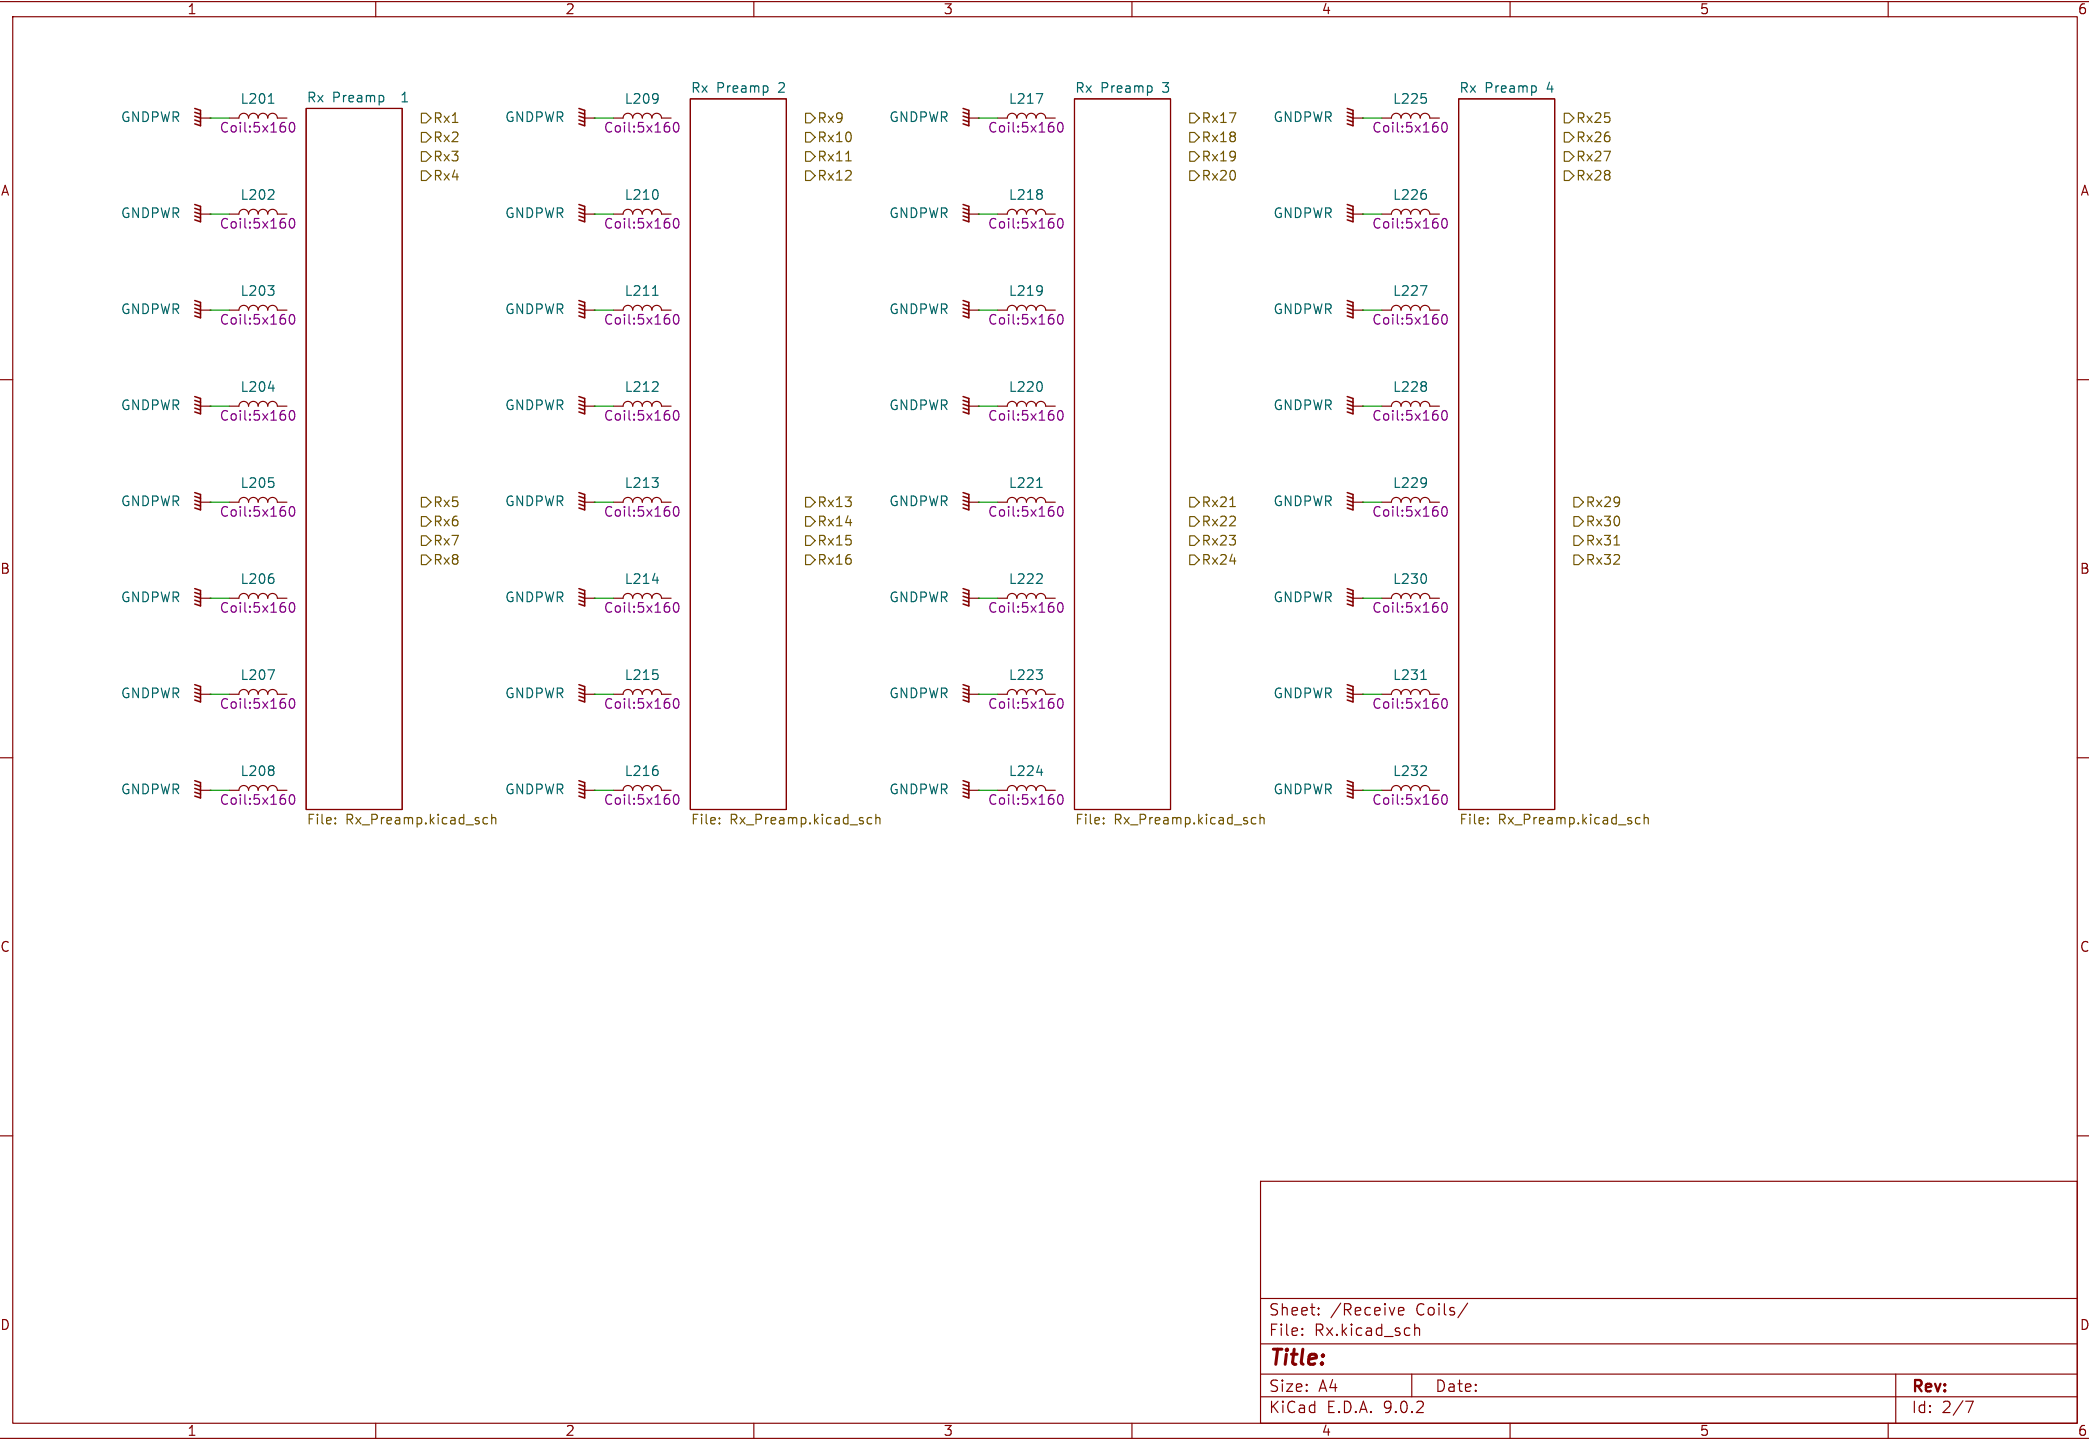 1 2 3 4 5 6
Rx Preamp 2 Rx Preamp 3 Rx Preamp 4
L201 Rx Preamp  1 L209 L217 L225
GNDPWR Rx1 GNDPWR Rx9 GNDPWR Rx17 GNDPWR Rx25
Coil:5x160 Coil:5x160 Coil:5x160 Coil:5x160
Rx2 Rx10 Rx18 Rx26
Rx3 Rx11 Rx19 Rx27
Rx4 Rx12 Rx20 Rx28
A A
L202 L210 L218 L226
GNDPWR GNDPWR GNDPWR GNDPWR
Coil:5x160 Coil:5x160 Coil:5x160 Coil:5x160
L203 L211 L219 L227
GNDPWR GNDPWR GNDPWR GNDPWR
Coil:5x160 Coil:5x160 Coil:5x160 Coil:5x160
L204 L212 L220 L228
GNDPWR GNDPWR GNDPWR GNDPWR
Coil:5x160 Coil:5x160 Coil:5x160 Coil:5x160
L205 L213 L221 L229
GNDPWR Rx5 GNDPWR Rx13 GNDPWR Rx21 GNDPWR Rx29
Coil:5x160 Coil:5x160 Coil:5x160 Coil:5x160
Rx6 Rx14 Rx22 Rx30
Rx7 Rx15 Rx23 Rx31
Rx8 Rx16 Rx24 Rx32
B B
L206 L214 L222 L230
GNDPWR GNDPWR GNDPWR GNDPWR
Coil:5x160 Coil:5x160 Coil:5x160 Coil:5x160
L207 L215 L223 L231
GNDPWR GNDPWR GNDPWR GNDPWR
Coil:5x160 Coil:5x160 Coil:5x160 Coil:5x160
L208 L216 L224 L232
GNDPWR GNDPWR GNDPWR GNDPWR
Coil:5x160 Coil:5x160 Coil:5x160 Coil:5x160
File: Rx_Preamp.kicad_sch File: Rx_Preamp.kicad_sch File: Rx_Preamp.kicad_sch File: Rx_Preamp.kicad_sch
C C
Sheet: /Receive Coils/
D D
File: Rx.kicad_sch
Title:
Size: A4 Date: Rev:
KiCad E.D.A. 9.0.2 Id: 2/7
1 2 3 4 5 6